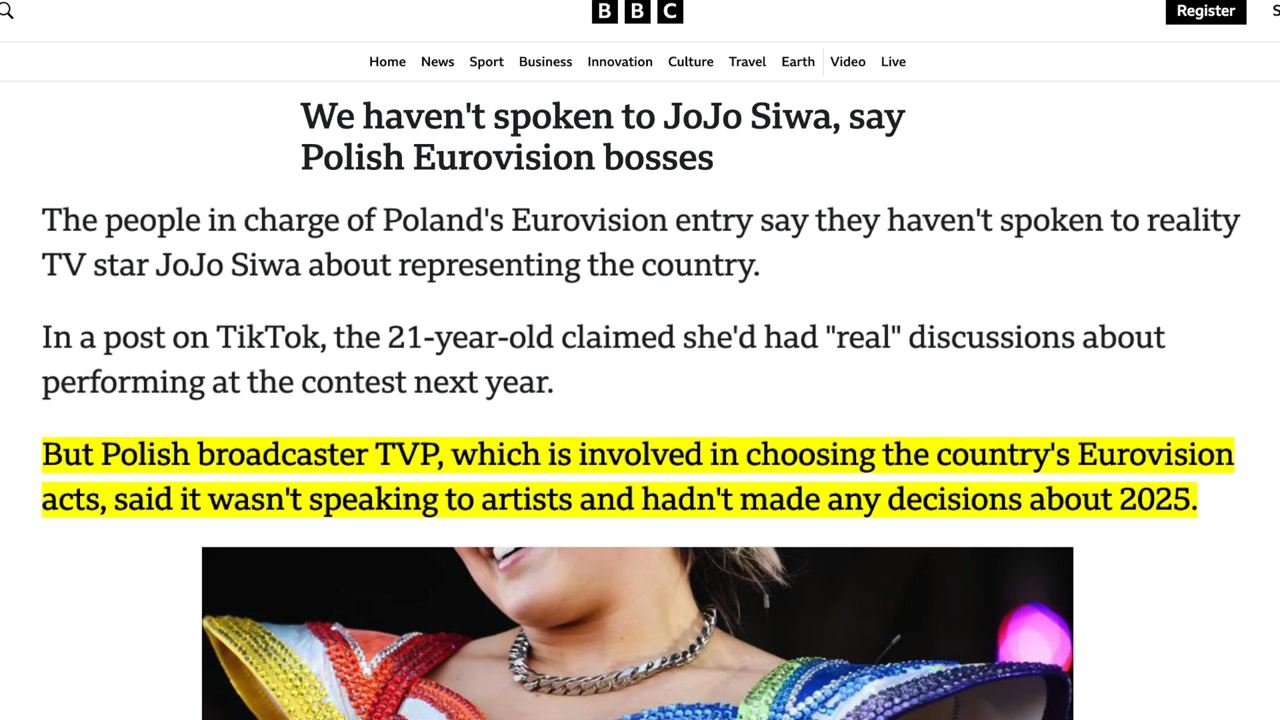 BBC
Register
S
Home News Sport Business Innovation Culture Travel Earth Video Live
We haven't spoken to JoJo Siwa, say
Polish Eurovision bosses
The people in charge of Poland's Eurovision entry say they haven't spoken to reality
TV star JoJo Siwa about representing the country.
In a post on TikTok, the 21-year-old claimed she'd had "real" discussions about
performing at the contest next year.
But Polish broadcaster TVP, which is involved in choosing the country's Eurovision
acts, said it wasn't speaking to artists and hadn't made any decisions about 2025.